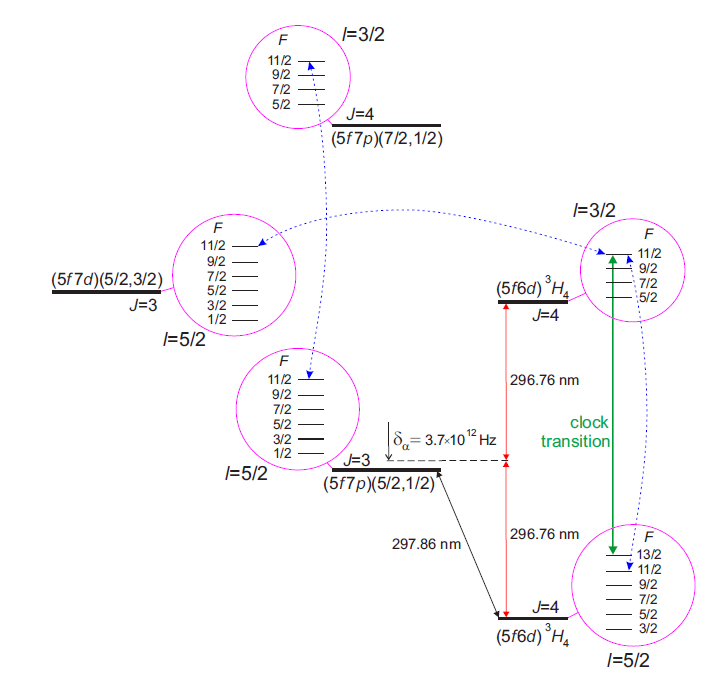 I=3/2
F
11/2
9/2
7/2
5/2
J=4
(5f7p)(7/2,1/2)
F
11/2
9/2
7/2
5/2
3/2
1/2
(5f7d)(5/2,3/2)
J=3
I=5/2
I=3/2
F
11/2
9/2
7/2
5/2
(5f6d) ³H₄
J=4
296.76 nm
clock
transition
F
11/2
9/2
7/2
5/2
3/2
1/2
I=5/2
δα= 3.7×10¹² Hz
J=3
(5f7p)(5/2,1/2)
297.86 nm
296.76 nm
F
13/2
11/2
9/2
7/2
5/2
3/2
J=4
(5f6d) ³H₄
I=5/2